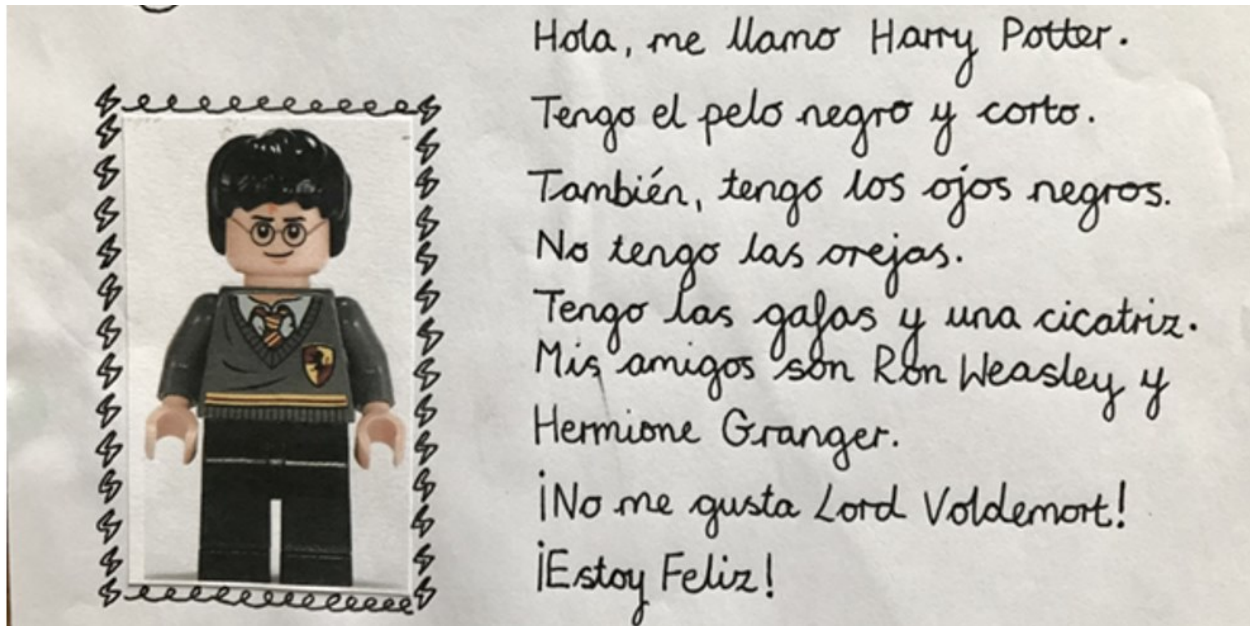 Hola, me llamo Harry Potter.
Tengo el pelo negro y corto.
También, tengo los ojos negros.
No tengo las orejas.
Tengo las gafas y una cicatriz.
Mis amigos son Ron Weasley y
Hermione Granger.
¡No me gusta Lord Voldemort!
¡Estoy Feliz!